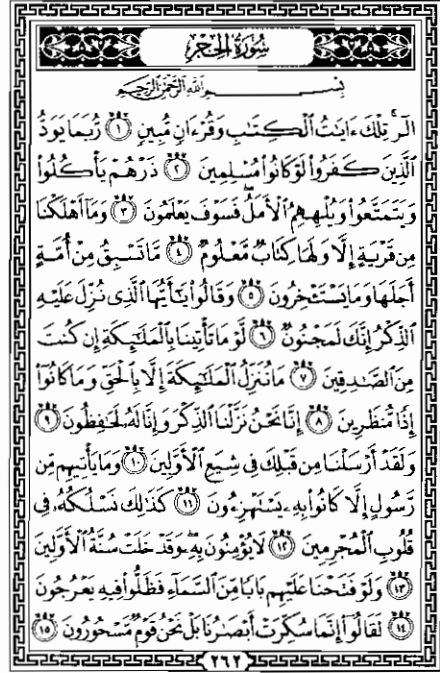 سُورَةُ الحِجْرِ
بِسْمِ اللَّهِ الرَّحْمَٰنِ الرَّحِيمِ
الٓر ۚ تِلْكَ ءَايَٰتُ ٱلْكِتَٰبِ وَقُرْءَانٍ مُّبِينٍ ١ رُّبَمَا يَوَدُّ
ٱلَّذِينَ كَفَرُوا۟ لَوْ كَانُوا۟ مُسْلِمِينَ ٢ ذَرْهُمْ يَأْكُلُوا۟
وَيَتَمَتَّعُوا۟ وَيُلْهِهِمُ ٱلْأَمَلُ ۖ فَسَوْفَ يَعْلَمُونَ ٣ وَمَآ أَهْلَكْنَا
مِن قَرْيَةٍ إِلَّا وَلَهَا كِتَابٌ مَّعْلُومٌ ٤ مَّا تَسْبِقُ مِنْ أُمَّةٍ
أَجَلَهَا وَمَا يَسْتَـْٔخِرُونَ ٥ وَقَالُوا۟ يَٰٓأَيُّهَا ٱلَّذِى نُزِّلَ عَلَيْهِ
ٱلذِّكْرُ إِنَّكَ لَمَجْنُونٌ ٦ لَّوْ مَا تَأْتِينَا بِٱلْمَلَٰٓئِكَةِ إِن كُنتَ
مِنَ ٱلصَّٰدِقِينَ ٧ مَا نُنَزِّلُ ٱلْمَلَٰٓئِكَةَ إِلَّا بِٱلْحَقِّ وَمَا كَانُوٓا۟
إِذًا مُّنظَرِينَ ٨ إِنَّا نَحْنُ نَزَّلْنَا ٱلذِّكْرَ وَإِنَّا لَهُۥ لَحَٰفِظُونَ ٩
وَلَقَدْ أَرْسَلْنَا مِن قَبْلِكَ فِى شِيَعِ ٱلْأَوَّلِينَ ١٠ وَمَا يَأْتِيهِم مِّن
رَّسُولٍ إِلَّا كَانُوا۟ بِهِۦ يَسْتَهْزِءُونَ ١١ كَذَٰلِكَ نَسْلُكُهُۥ فِى
قُلُوبِ ٱلْمُجْرِمِينَ ١٢ لَا يُؤْمِنُونَ بِهِۦ ۖ وَقَدْ خَلَتْ سُنَّةُ ٱلْأَوَّلِينَ
١٣ وَلَوْ فَتَحْنَا عَلَيْهِم بَابًا مِّنَ ٱلسَّمَآءِ فَظَلُّوا۟ فِيهِ يَعْرُجُونَ
١٤ لَقَالُوٓا۟ إِنَّمَا سُكِّرَتْ أَبْصَٰرُنَا بَلْ نَحْنُ قَوْمٌ مَّسْحُورُونَ ١٥
٢٦٢